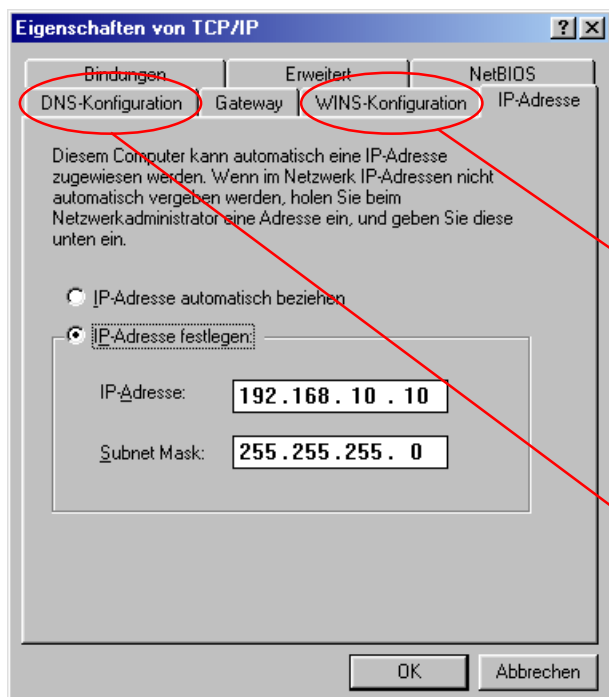 Eigenschaften von TCP/IP
Bindungen Erweitert NetBIOS
DNS-Konfiguration Gateway WINS-Konfiguration IP-Adresse
Diesem Computer kann automatisch eine IP-Adresse
zugewiesen werden. Wenn im Netzwerk IP-Adressen nicht
automatisch vergeben werden, holen Sie beim
Netzwerkadministrator eine Adresse ein, und geben Sie diese
unten ein.
IP-Adresse automatisch beziehen
IP-Adresse festlegen:
IP-Adresse: 192.168. 10 . 10
Subnet Mask: 255.255.255. 0
OK Abbrechen